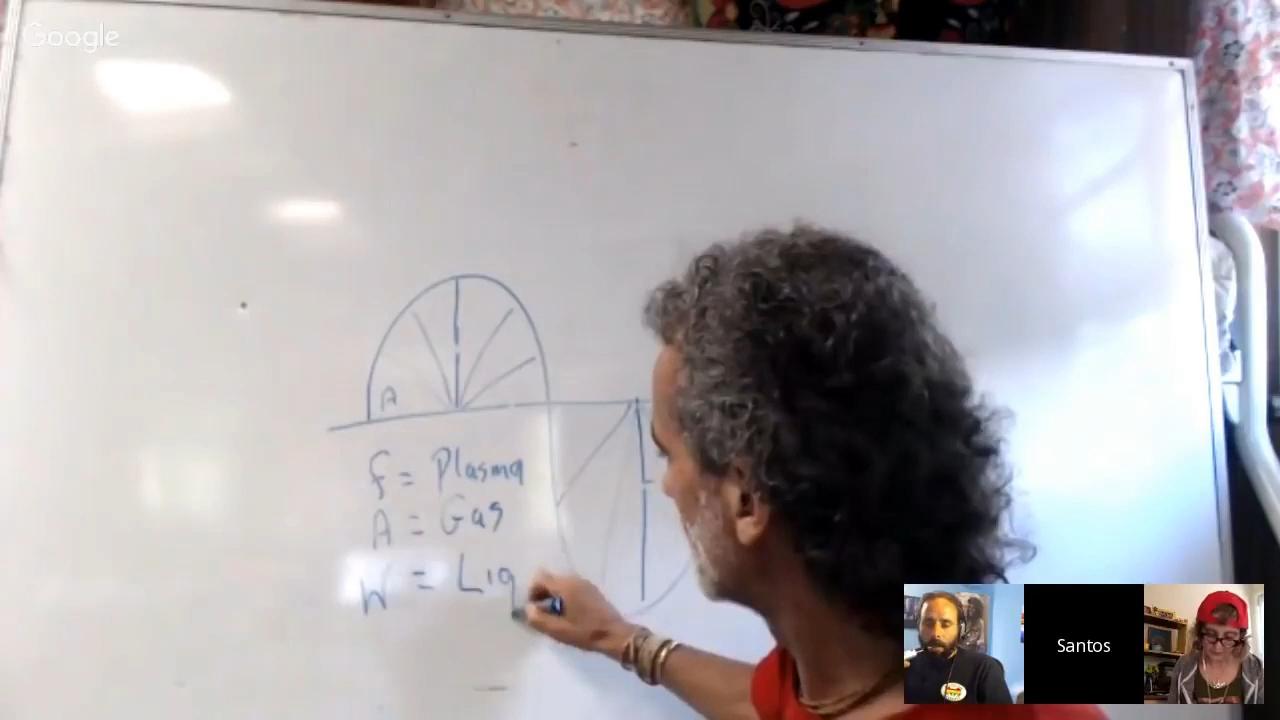 Google
A
f = Plasma
A = Gas
W = Liq
Santos